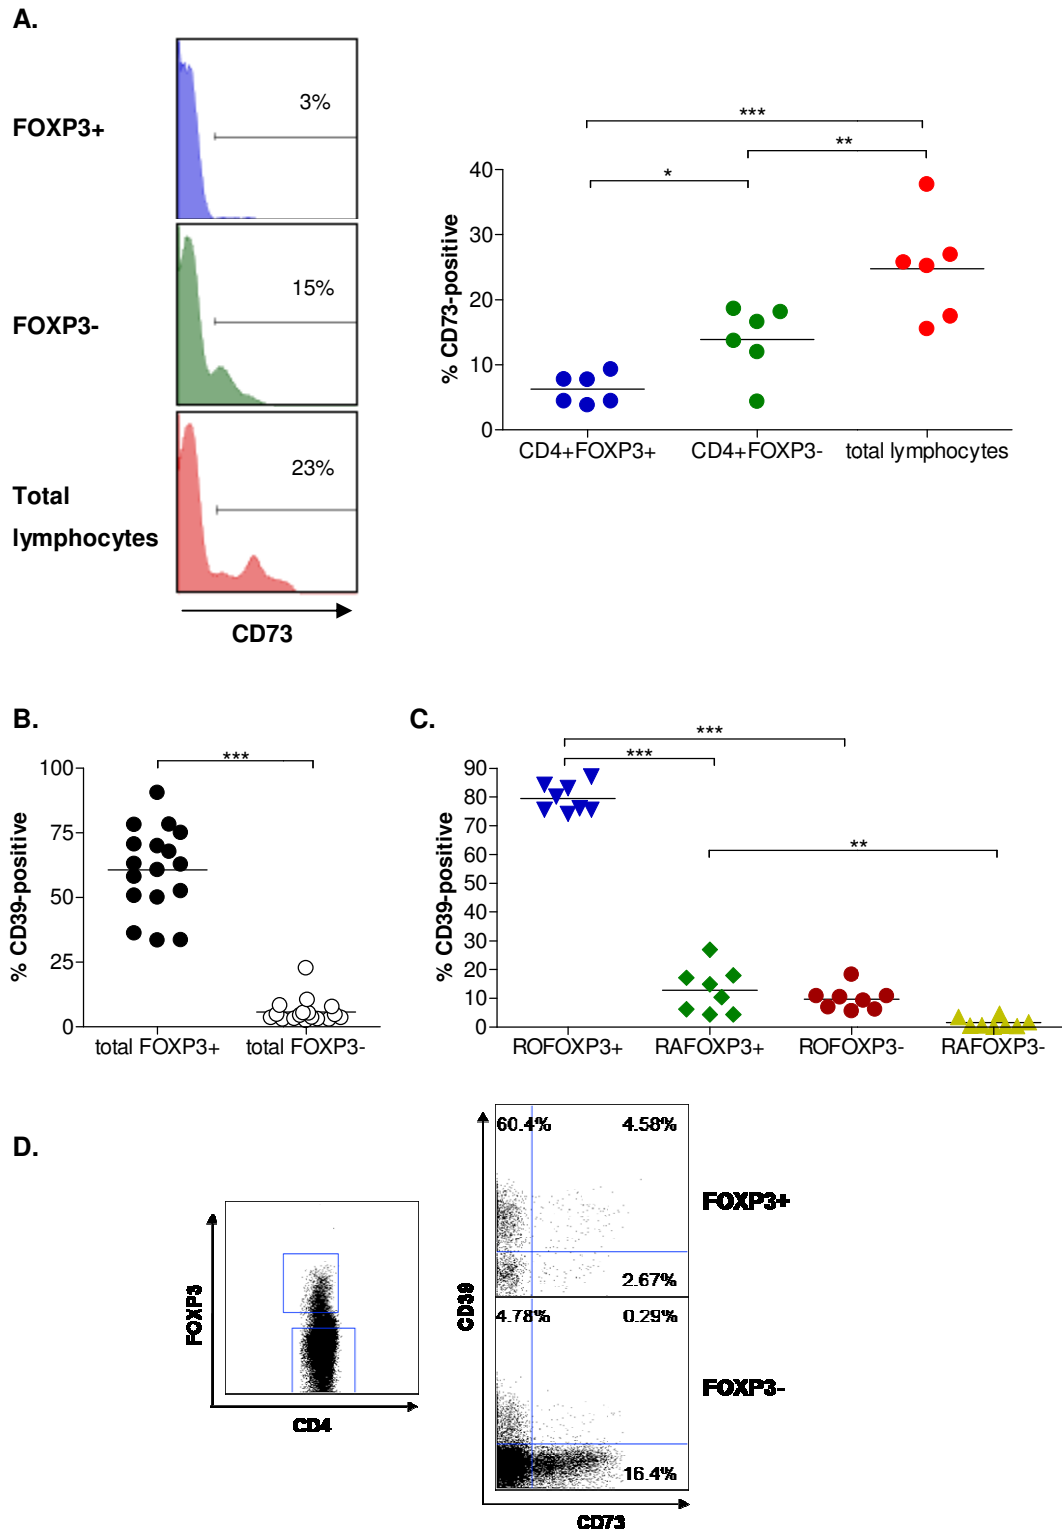 A.
FOXP3+
3%
FOXP3-
15%
Total
lymphocytes
23%
CD73
% CD73-positive
40
30
20
10
0
***
**
*
CD4+FOXP3+
CD4+FOXP3-
total lymphocytes
B.
% CD39-positive
100
75
50
25
0
***
total FOXP3+
total FOXP3-
C.
% CD39-positive
90
80
70
60
50
40
30
20
10
0
***
***
**
ROFOXP3+
RAFOXP3+
ROFOXP3-
RAFOXP3-
D.
FOXP3
CD4
CD39
60.4%
4.58%
2.67%
FOXP3+
4.78%
0.29%
16.4%
FOXP3-
CD73